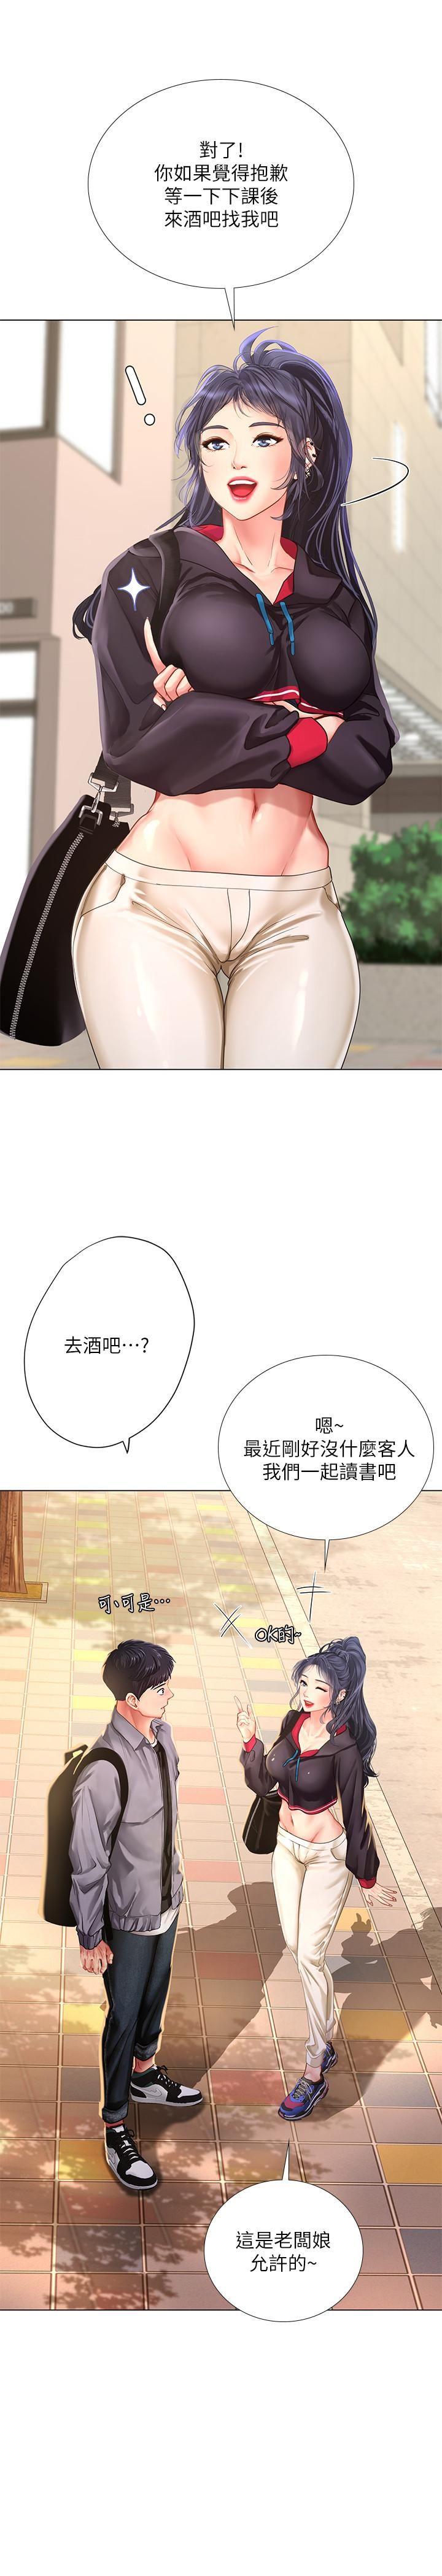 對了!
你如果覺得抱歉
等一下下課後
來酒吧找我吧
去酒吧…?
嗯~
最近剛好沒什麼客人
我們一起讀書吧
可、可是…
OK的~
這是老闆娘
允許的~